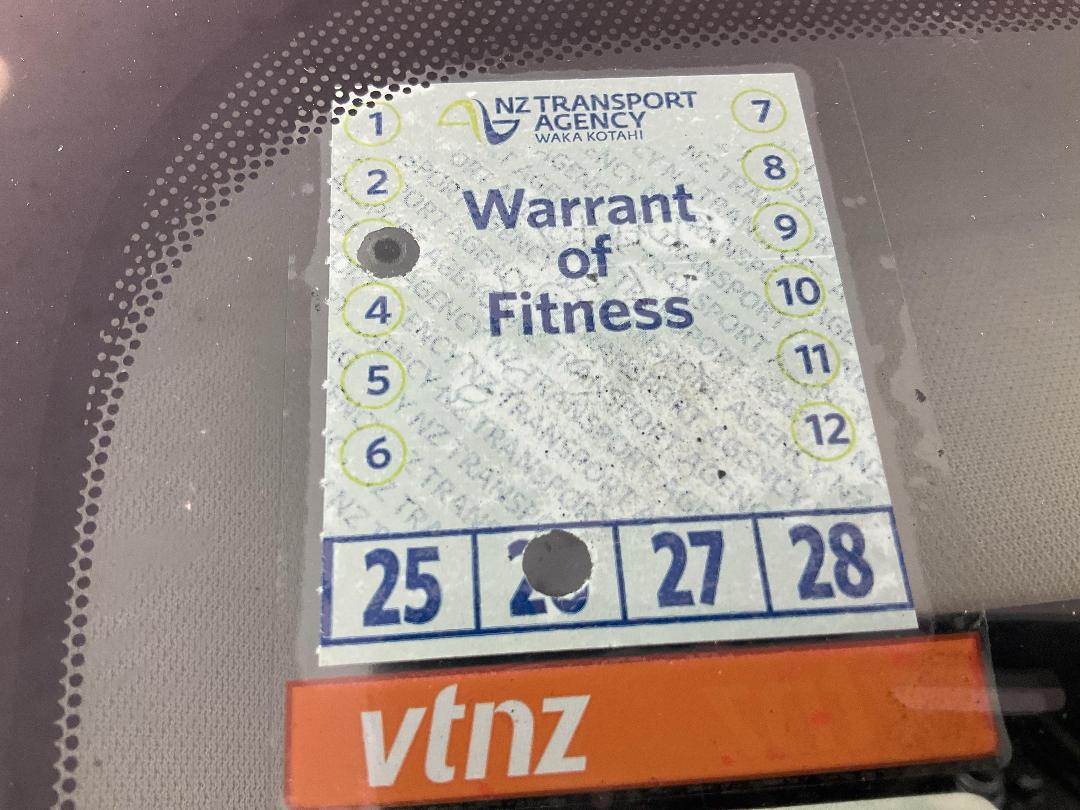 NZ TRANSPORT
AGENCY
WAKA KOTAHI
Warrant
of
Fitness
1
2
4
5
6
7
8
9
10
11
12
25
27
28
vtnz